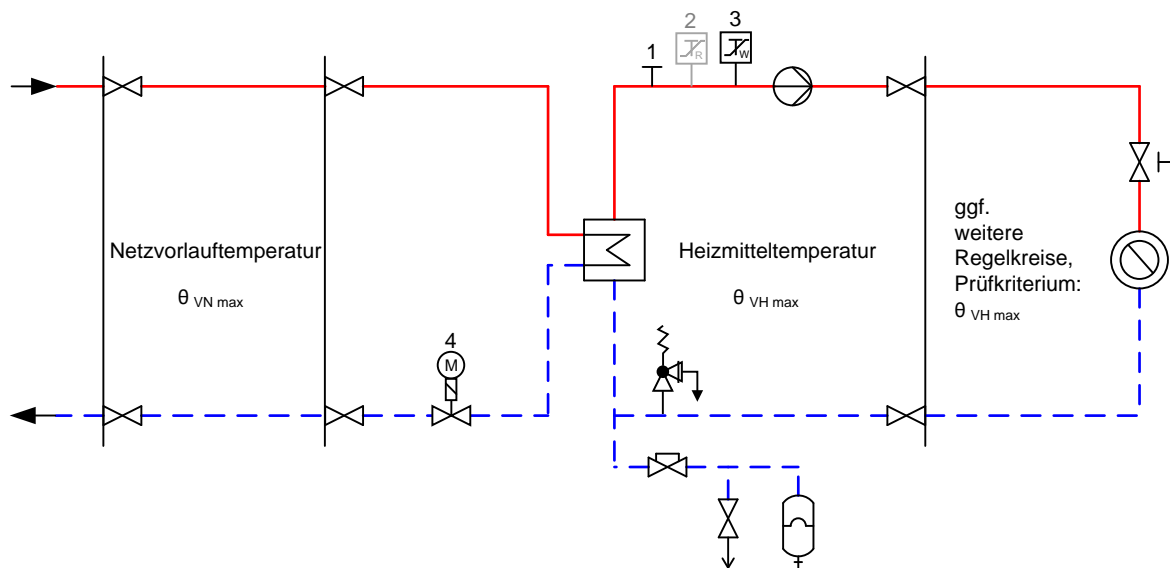 1
2
3
R
W
Netzvorlauftemperatur
θ VN max
Heizmitteltemperatur
θ VH max
ggf.
weitere
Regelkreise,
Prüfkriterium:
θ VH max
4
M